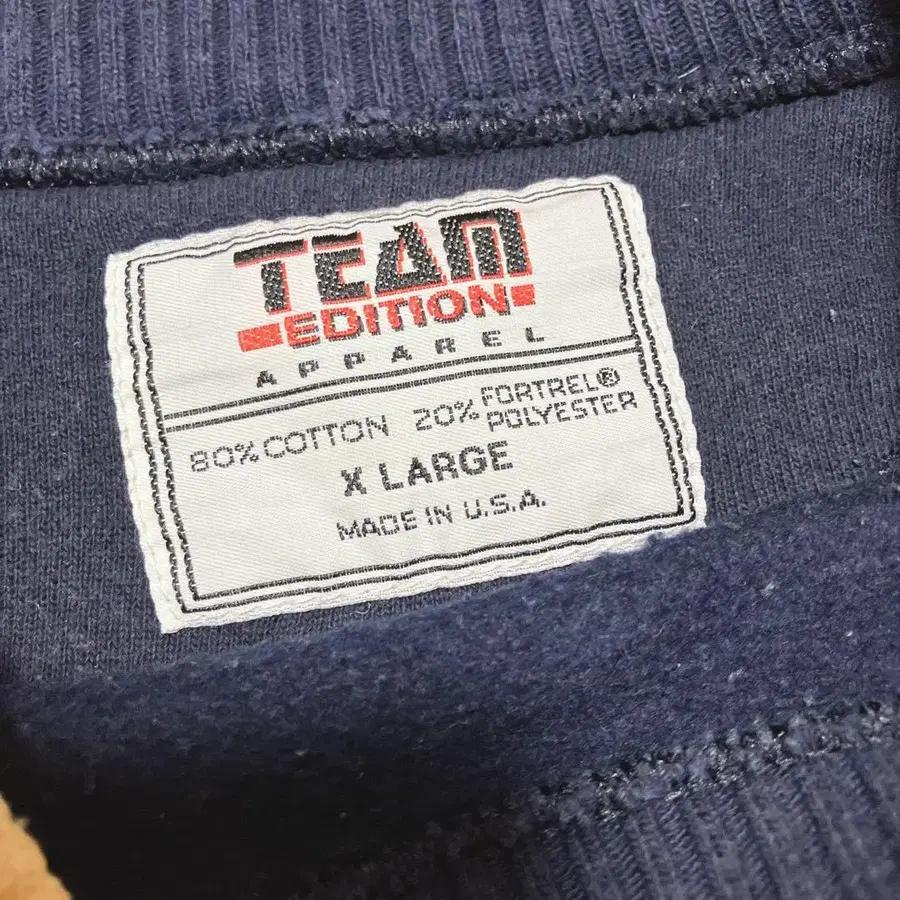 TEAM
EDITION
APPAREL
80% COTTON 20% FORTREL®
POLYESTER
X LARGE
MADE IN U.S.A.